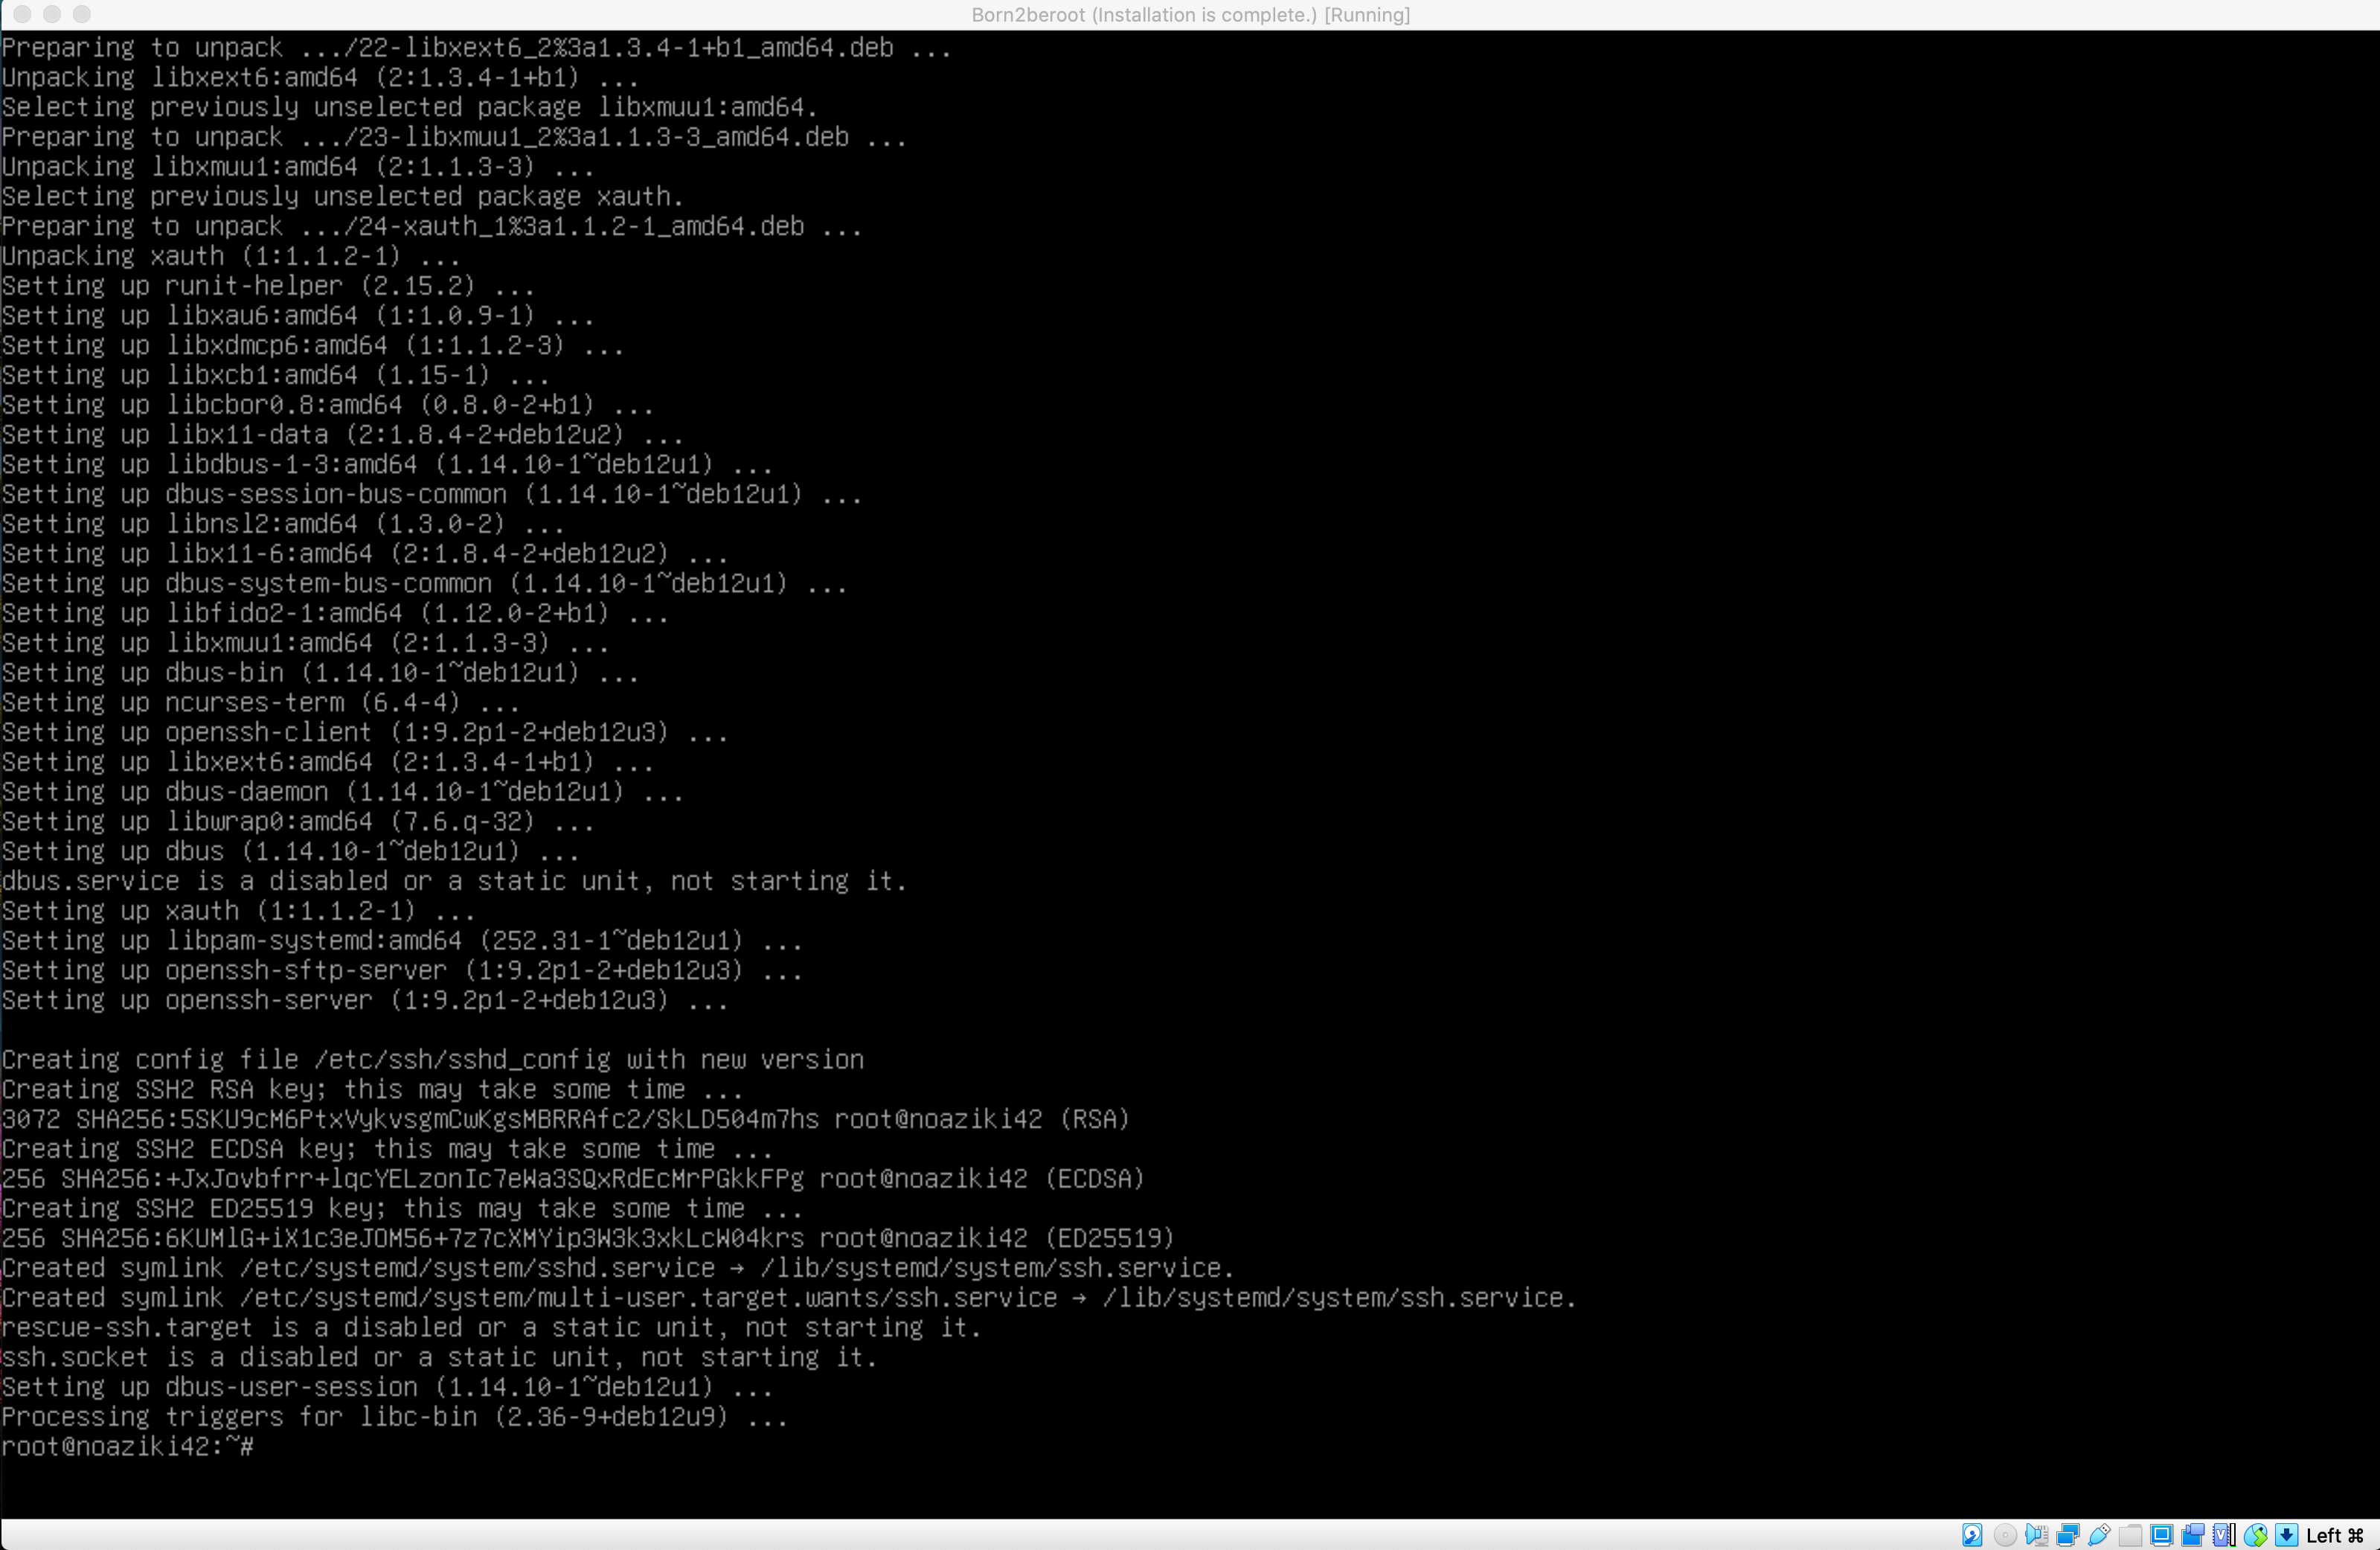 Born2beroot (Installation is complete.) [Running]
Preparing to unpack .../22-libxext6_2%3a1.3.4-1+b1_amd64.deb ...
Unpacking libxext6:amd64 (2:1.3.4-1+b1) ...
Selecting previously unselected package libxmuu1:amd64.
Preparing to unpack .../23-libxmuu1_2%3a1.1.3-3_amd64.deb ...
Unpacking libxmuu1:amd64 (2:1.1.3-3) ...
Selecting previously unselected package xauth.
Preparing to unpack .../24-xauth_1%3a1.1.2-1_amd64.deb ...
Unpacking xauth (1:1.1.2-1) ...
Setting up runit-helper (2.15.2) ...
Setting up libxau6:amd64 (1:1.0.9-1) ...
Setting up libxdmcp6:amd64 (1:1.1.2-3) ...
Setting up libxcb1:amd64 (1.15-1) ...
Setting up libcbor0.8:amd64 (0.8.0-2+b1) ...
Setting up libx11-data (2:1.8.4-2+deb12u2) ...
Setting up libdbus-1-3:amd64 (1.14.10-1~deb12u1) ...
Setting up dbus-session-bus-common (1.14.10-1~deb12u1) ...
Setting up libnsl2:amd64 (1.3.0-2) ...
Setting up libx11-6:amd64 (2:1.8.4-2+deb12u2) ...
Setting up dbus-system-bus-common (1.14.10-1~deb12u1) ...
Setting up libfido2-1:amd64 (1.12.0-2+b1) ...
Setting up libxmuu1:amd64 (2:1.1.3-3) ...
Setting up dbus-bin (1.14.10-1~deb12u1) ...
Setting up ncurses-term (6.4-4) ...
Setting up openssh-client (1:9.2p1-2+deb12u3) ...
Setting up libxext6:amd64 (2:1.3.4-1+b1) ...
Setting up dbus-daemon (1.14.10-1~deb12u1) ...
Setting up libwrap0:amd64 (7.6.q-32) ...
Setting up dbus (1.14.10-1~deb12u1) ...
dbus.service is a disabled or a static unit, not starting it.
Setting up xauth (1:1.1.2-1) ...
Setting up libpam-systemd:amd64 (252.31-1~deb12u1) ...
Setting up openssh-sftp-server (1:9.2p1-2+deb12u3) ...
Setting up openssh-server (1:9.2p1-2+deb12u3) ...
Creating config file /etc/ssh/sshd_config with new version
Creating SSH2 RSA key; this may take some time ...
3072 SHA256:5SKU9cM6PtxVykvsgmCwKgsMBRRAfc2/SkLD504m7hs root@noaziki42 (RSA)
Creating SSH2 ECDSA key; this may take some time ...
256 SHA256:+JxJovbfrr+lqcYELzonIc7eWa3SQxRdEcMrPGkkFPg root@noaziki42 (ECDSA)
Creating SSH2 ED25519 key; this may take some time ...
256 SHA256:6KUMlG+iX1c3eJOM56+7z7cXMYip3W3k3xkLcW04krs root@noaziki42 (ED25519)
Created symlink /etc/systemd/system/sshd.service → /lib/systemd/system/ssh.service.
Created symlink /etc/systemd/system/multi-user.target.wants/ssh.service → /lib/systemd/system/ssh.service.
rescue-ssh.target is a disabled or a static unit, not starting it.
ssh.socket is a disabled or a static unit, not starting it.
Setting up dbus-user-session (1.14.10-1~deb12u1) ...
Processing triggers for libc-bin (2.36-9+deb12u9) ...
root@noaziki42:~#
Left ⌘